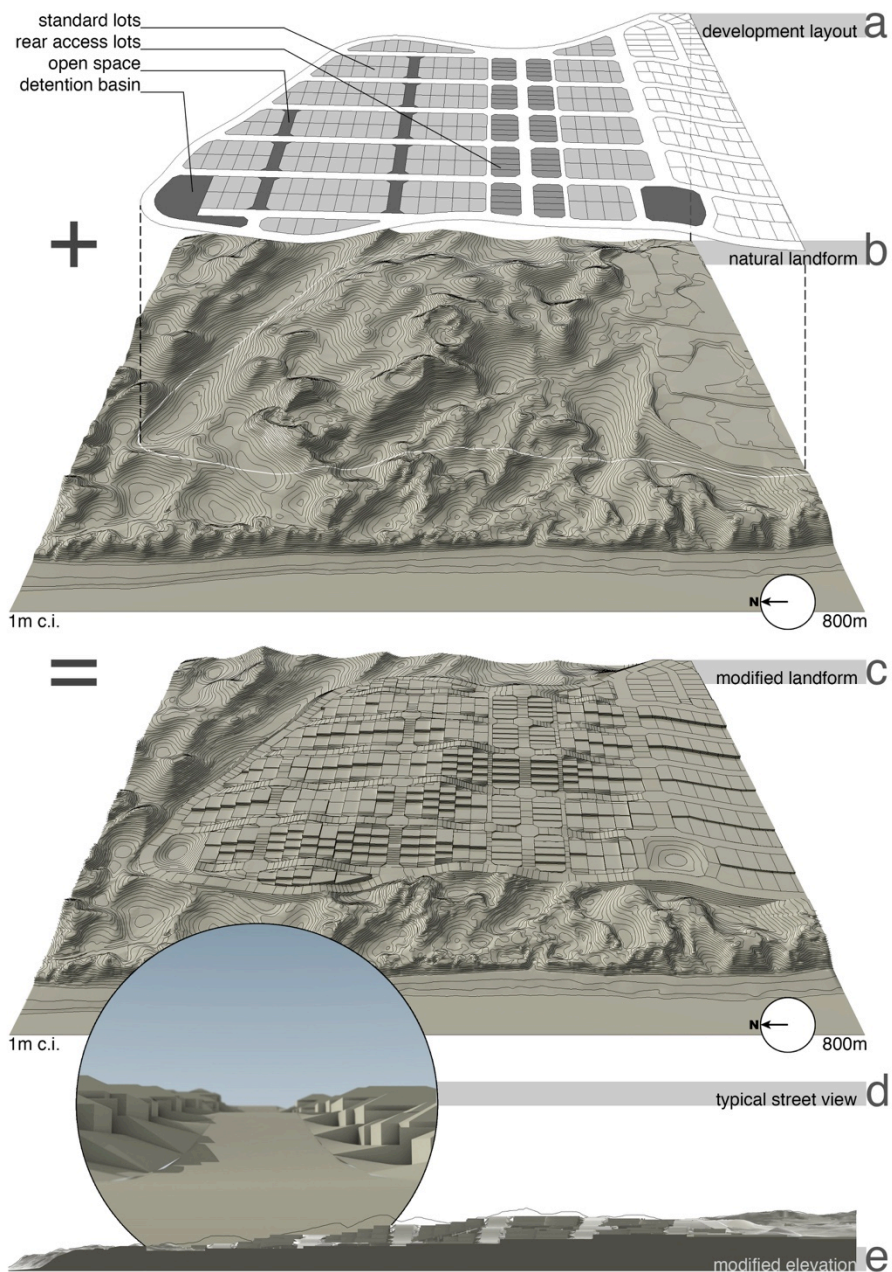 standard lots
rear access lots
open space
detention basin
a
development layout
+
b
natural landform
N
1m c.i.
800m
=
c
modified landform
N
1m c.i.
800m
d
typical street view
modified elevation
e